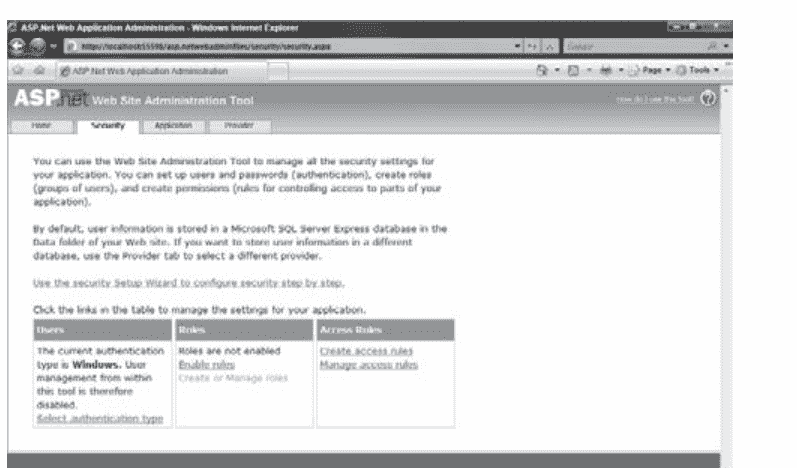 ASP.Net Web Application Administration - Windows Internet Explorer
ASP.Net Web Application Administration
Page Tools
ASP.net Web Site Administration Tool
How do I use this tool?
Home Security Application Provider
You can use the Web Site Administration Tool to manage all the security settings for
your application. You can set up users and passwords (authentication), create roles
(groups of users), and create permissions (rules for controlling access to parts of your
application).
By default, user information is stored in a Microsoft SQL Server Express database in the
Data folder of your Web site. If you want to store user information in a different
database, use the Provider tab to select a different provider.
Use the security Setup Wizard to configure security step by step.
Click the links in the table to manage the settings for your application.
Users Roles Access Rules
The current authentication Roles are not enabled Create access rules
type is Windows. User Enable roles Manage access rules
management from within Create or Manage roles
this tool is therefore
disabled.
Select authentication type